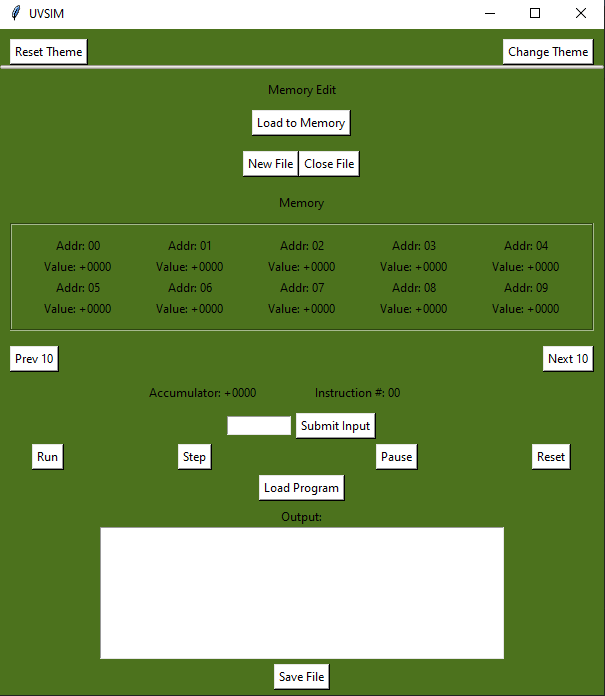 UVSIM
Reset Theme Change Theme
Memory Edit
Load to Memory
New File Close File
Memory
Addr: 00 Addr: 01 Addr: 02 Addr: 03 Addr: 04
Value: +0000 Value: +0000 Value: +0000 Value: +0000 Value: +0000
Addr: 05 Addr: 06 Addr: 07 Addr: 08 Addr: 09
Value: +0000 Value: +0000 Value: +0000 Value: +0000 Value: +0000
Prev 10 Next 10
Accumulator: +0000 Instruction #: 00
Submit Input
Run Step Pause Reset
Load Program
Output:
Save File